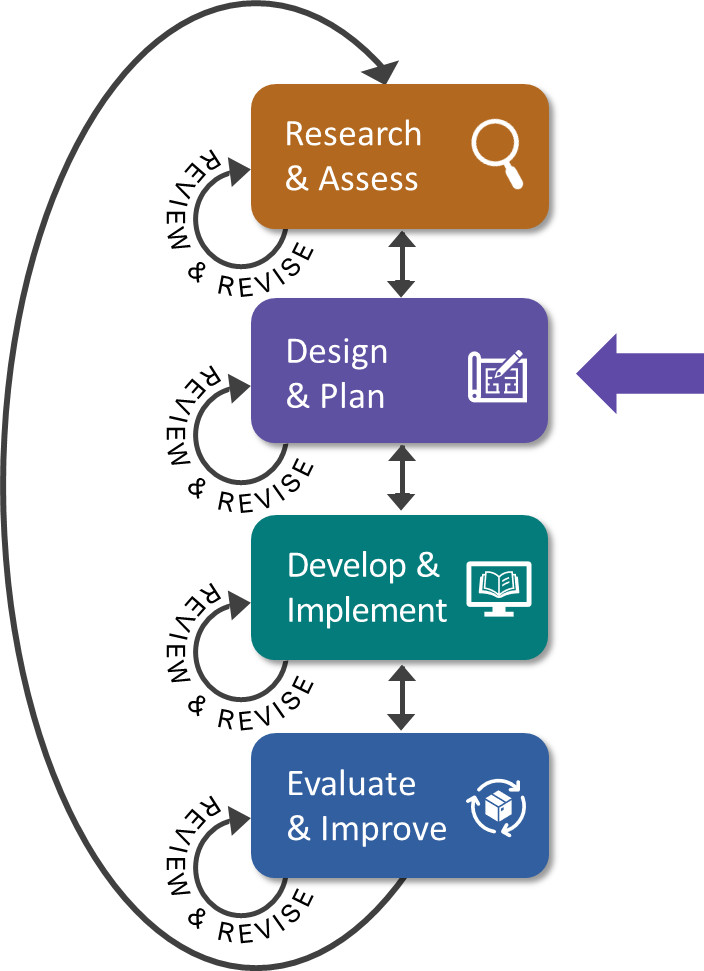 Research
& Assess
REVIEW & REVISE
Design
& Plan
REVIEW & REVISE
Develop &
Implement
REVIEW & REVISE
Evaluate
& Improve
REVIEW & REVISE